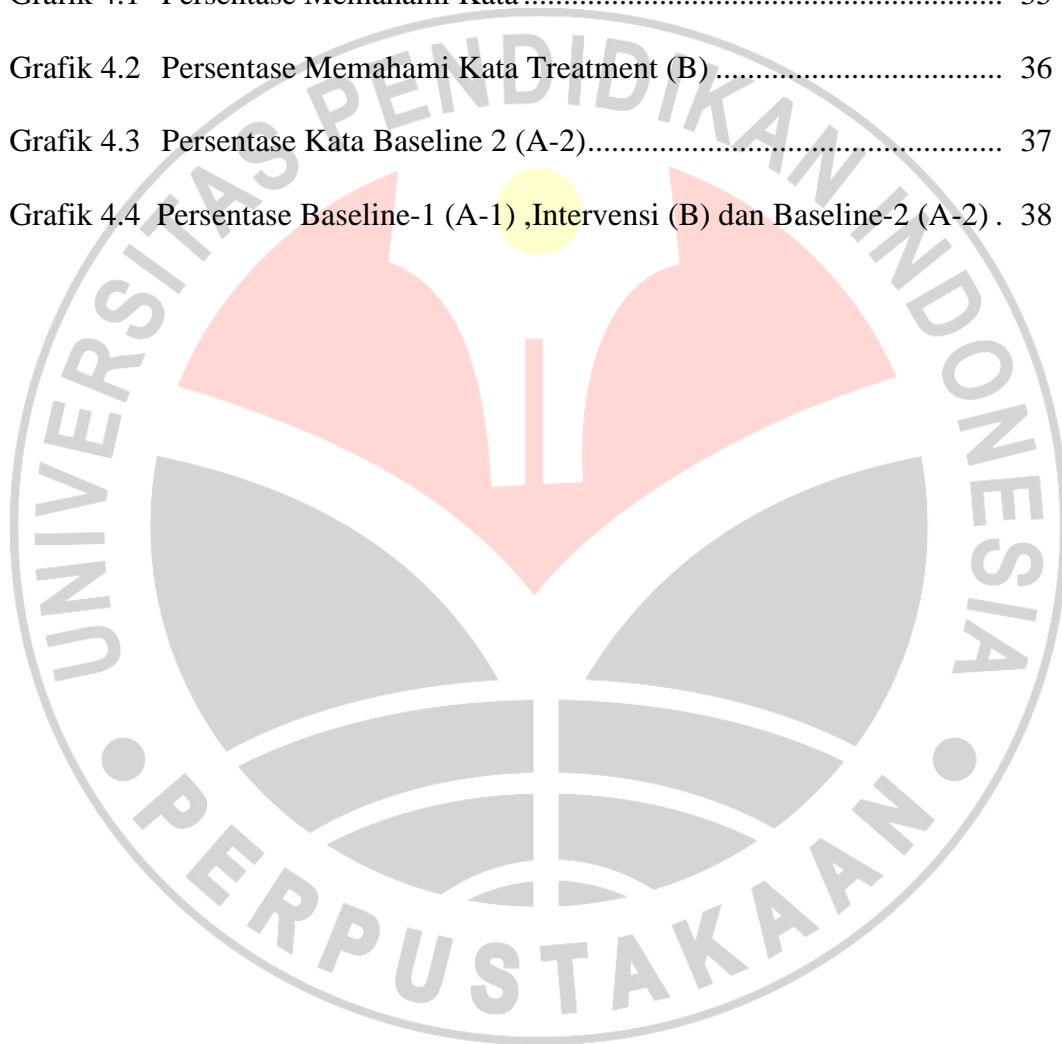 Grafik 4.1 Persentase Memahami Kata ........................................................... 35
Grafik 4.2 Persentase Memahami Kata Treatment (B) ................................... 36
Grafik 4.3 Persentase Kata Baseline 2 (A-2)................................................... 37
Grafik 4.4 Persentase Baseline-1 (A-1) ,Intervensi (B) dan Baseline-2 (A-2) . 38
UNIVERSITAS PENDIDIKAN INDONESIA
PERPUSTAKAAN